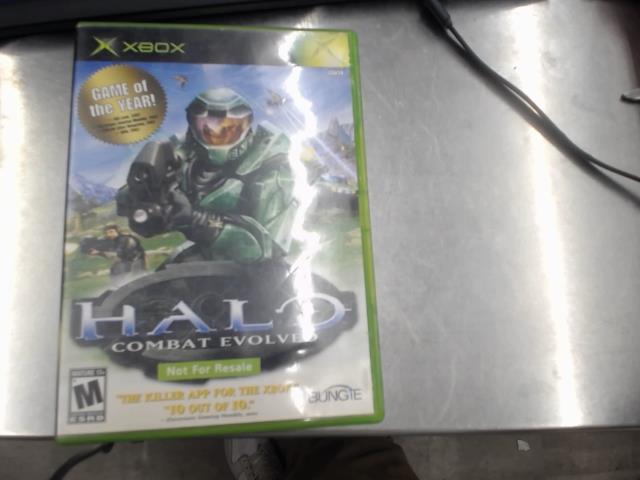 XBOX
GAME of
the YEAR!
HALO
COMBAT EVOLVED
Not For Resale
MATURE 17+
M
ESRB
"THE KILLER APP FOR THE XBOX
"10 OUT OF 10."
BUNGIE